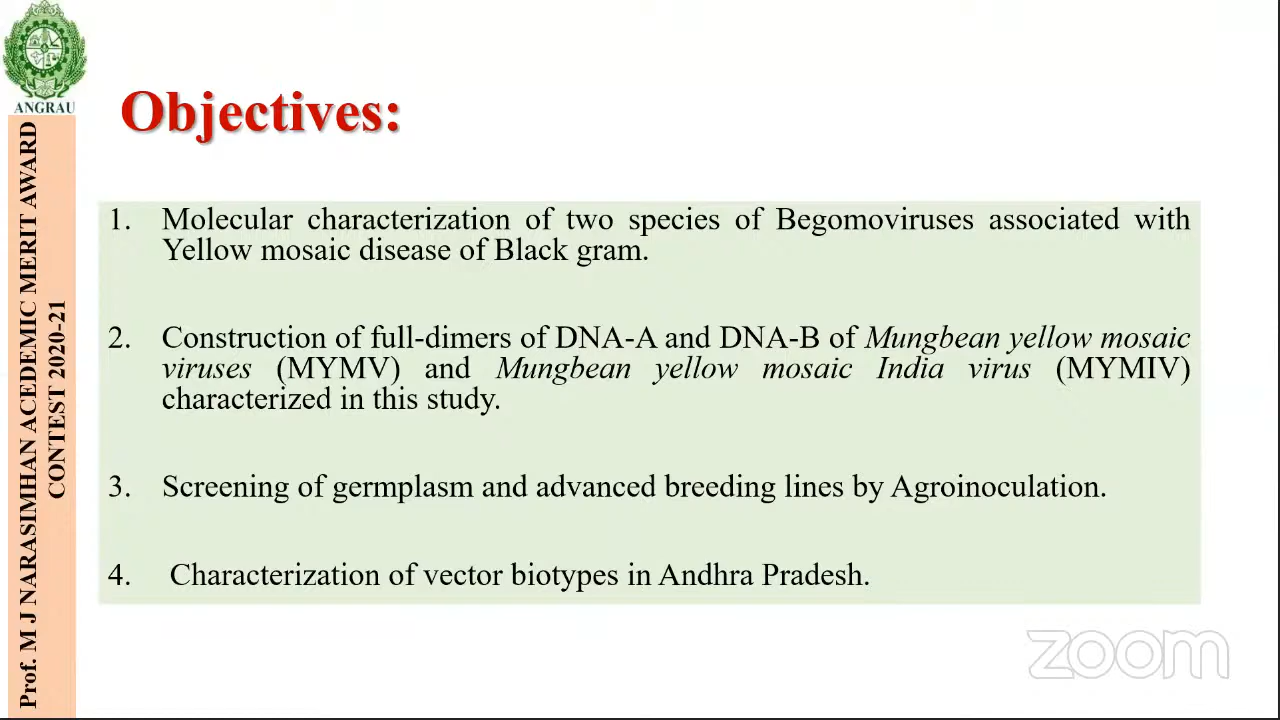 ANGRAU
Prof. M J NARASIMHAN ACEDEMIC MERIT AWARD
CONTEST 2020-21
Objectives:
1. Molecular characterization of two species of Begomoviruses associated with
Yellow mosaic disease of Black gram.
2. Construction of full-dimers of DNA-A and DNA-B of Mungbean yellow mosaic
viruses (MYMV) and Mungbean yellow mosaic India virus (MYMIV)
characterized in this study.
3. Screening of germplasm and advanced breeding lines by Agroinoculation.
4. Characterization of vector biotypes in Andhra Pradesh.
zoom